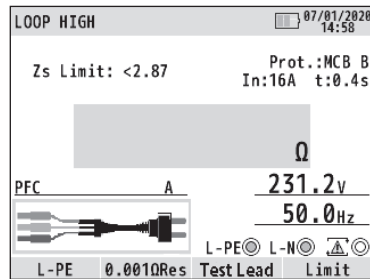 LOOP HIGH 07/01/2020
14:58
Zs Limit: <2.87 Prot.:MCB B
In:16A t:0.4s
Ω
PFC A 231.2V
50.0Hz
L-PE L-N
L-PE 0.001ΩRes Test Lead Limit